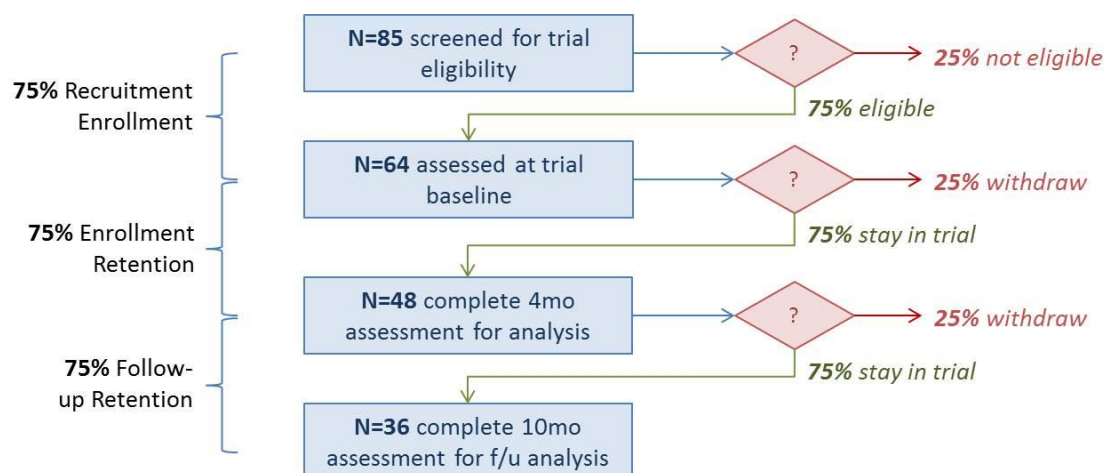 N=85 screened for trial
eligibility
?
25% not eligible
75% Recruitment
Enrollment
75% eligible
N=64 assessed at trial
baseline
?
25% withdraw
75% Enrollment
Retention
75% stay in trial
N=48 complete 4mo
assessment for analysis
?
25% withdraw
75% Follow-
up Retention
75% stay in trial
N=36 complete 10mo
assessment for f/u analysis